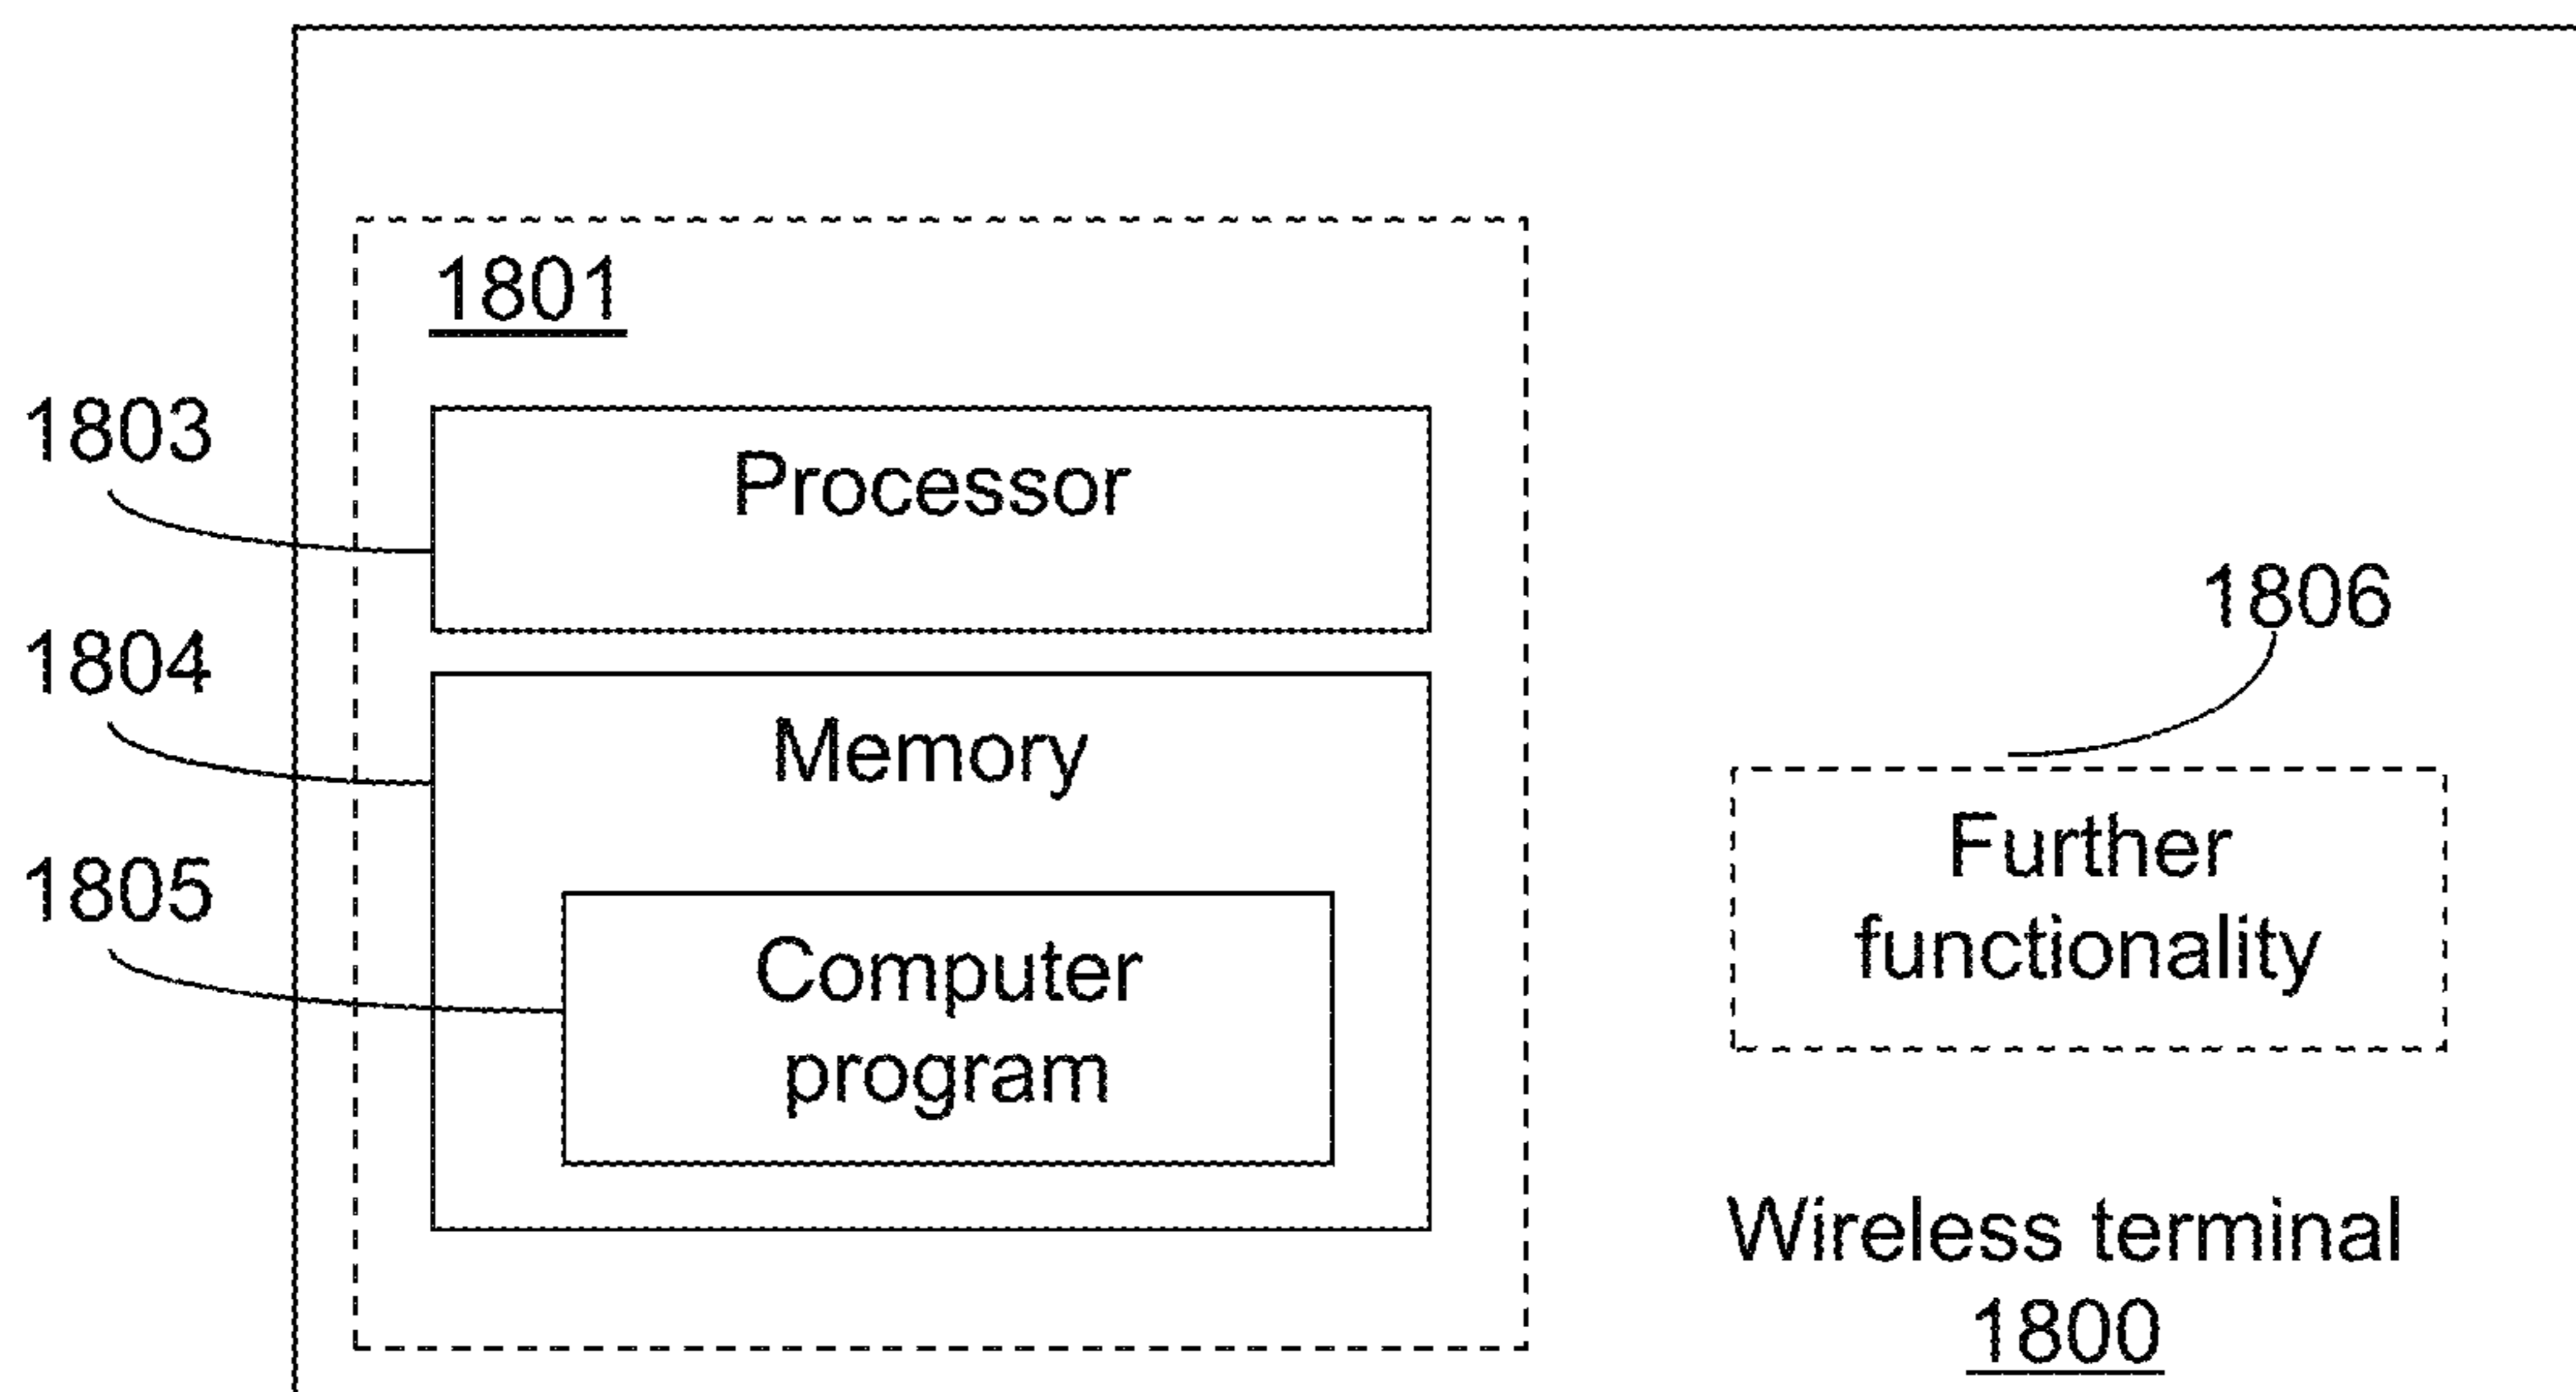 1801
1803
Processor
1804
Memory
1805
Computer
program
1806
Further
functionality
Wireless terminal
1800